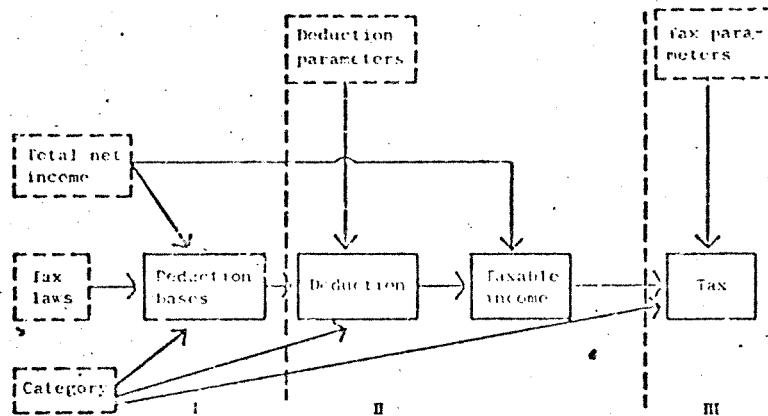 Deduction
parameters
Tax para-
meters
Total net
income
Tax
laws
Deduction
bases
Deduction
Taxable
income
Tax
Category
I
II
III